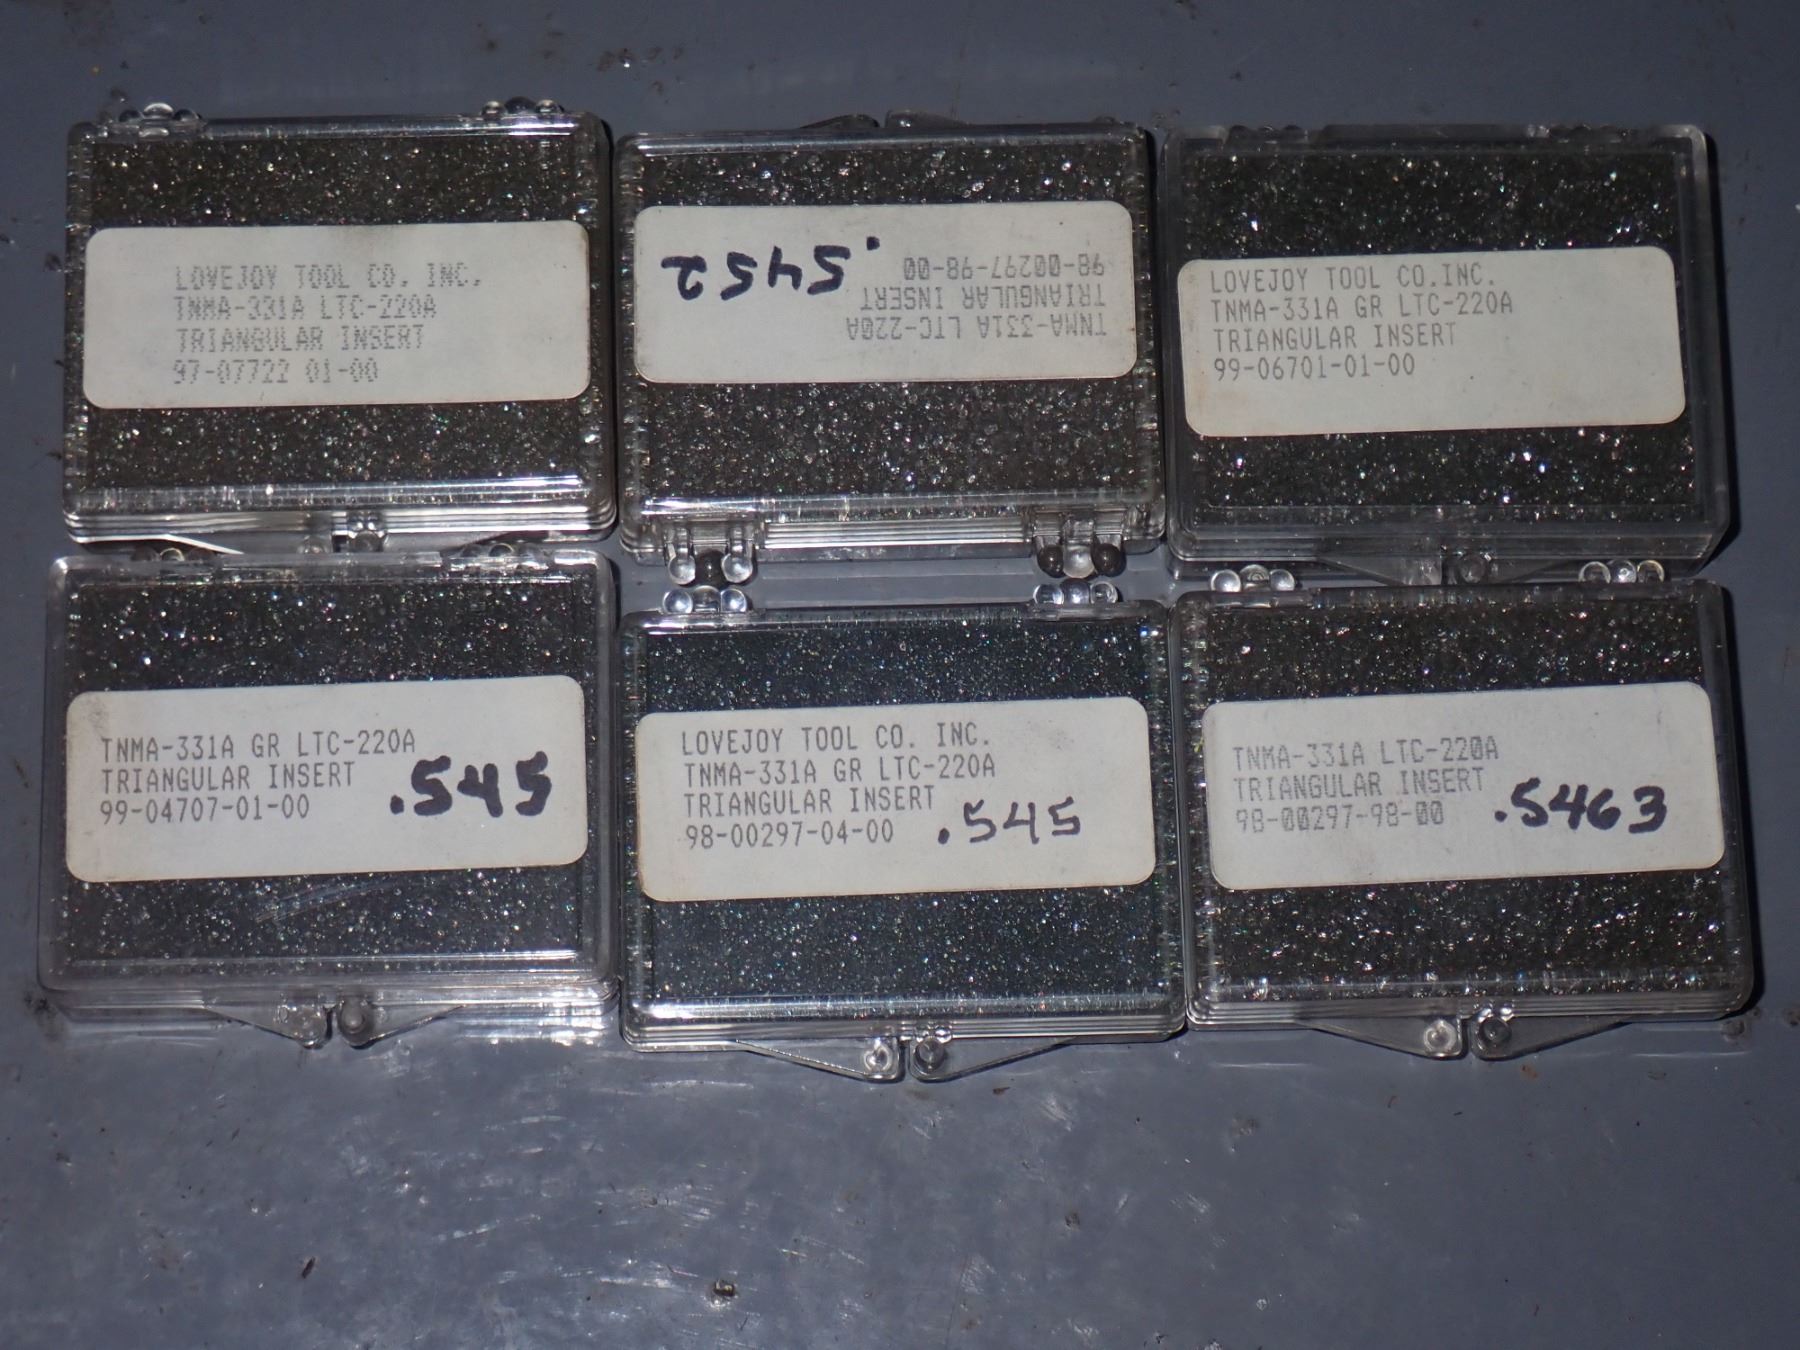 LOVEJOY TOOL CO. INC.
TNMA-331A LTC-220A
TRIANGULAR INSERT
97-07722 01-00
TNMA-331A LTC-220A
TRIANGULAR INSERT
98-00297-98-00
.5452
LOVEJOY TOOL CO.INC.
TNMA-331A GR LTC-220A
TRIANGULAR INSERT
99-06701-01-00
TNMA-331A GR LTC-220A
TRIANGULAR INSERT
99-04707-01-00
.545
LOVEJOY TOOL CO. INC.
TNMA-331A GR LTC-220A
TRIANGULAR INSERT
98-00297-04-00
.545
TNMA-331A LTC-220A
TRIANGULAR INSERT
98-00297-98-00
.5463